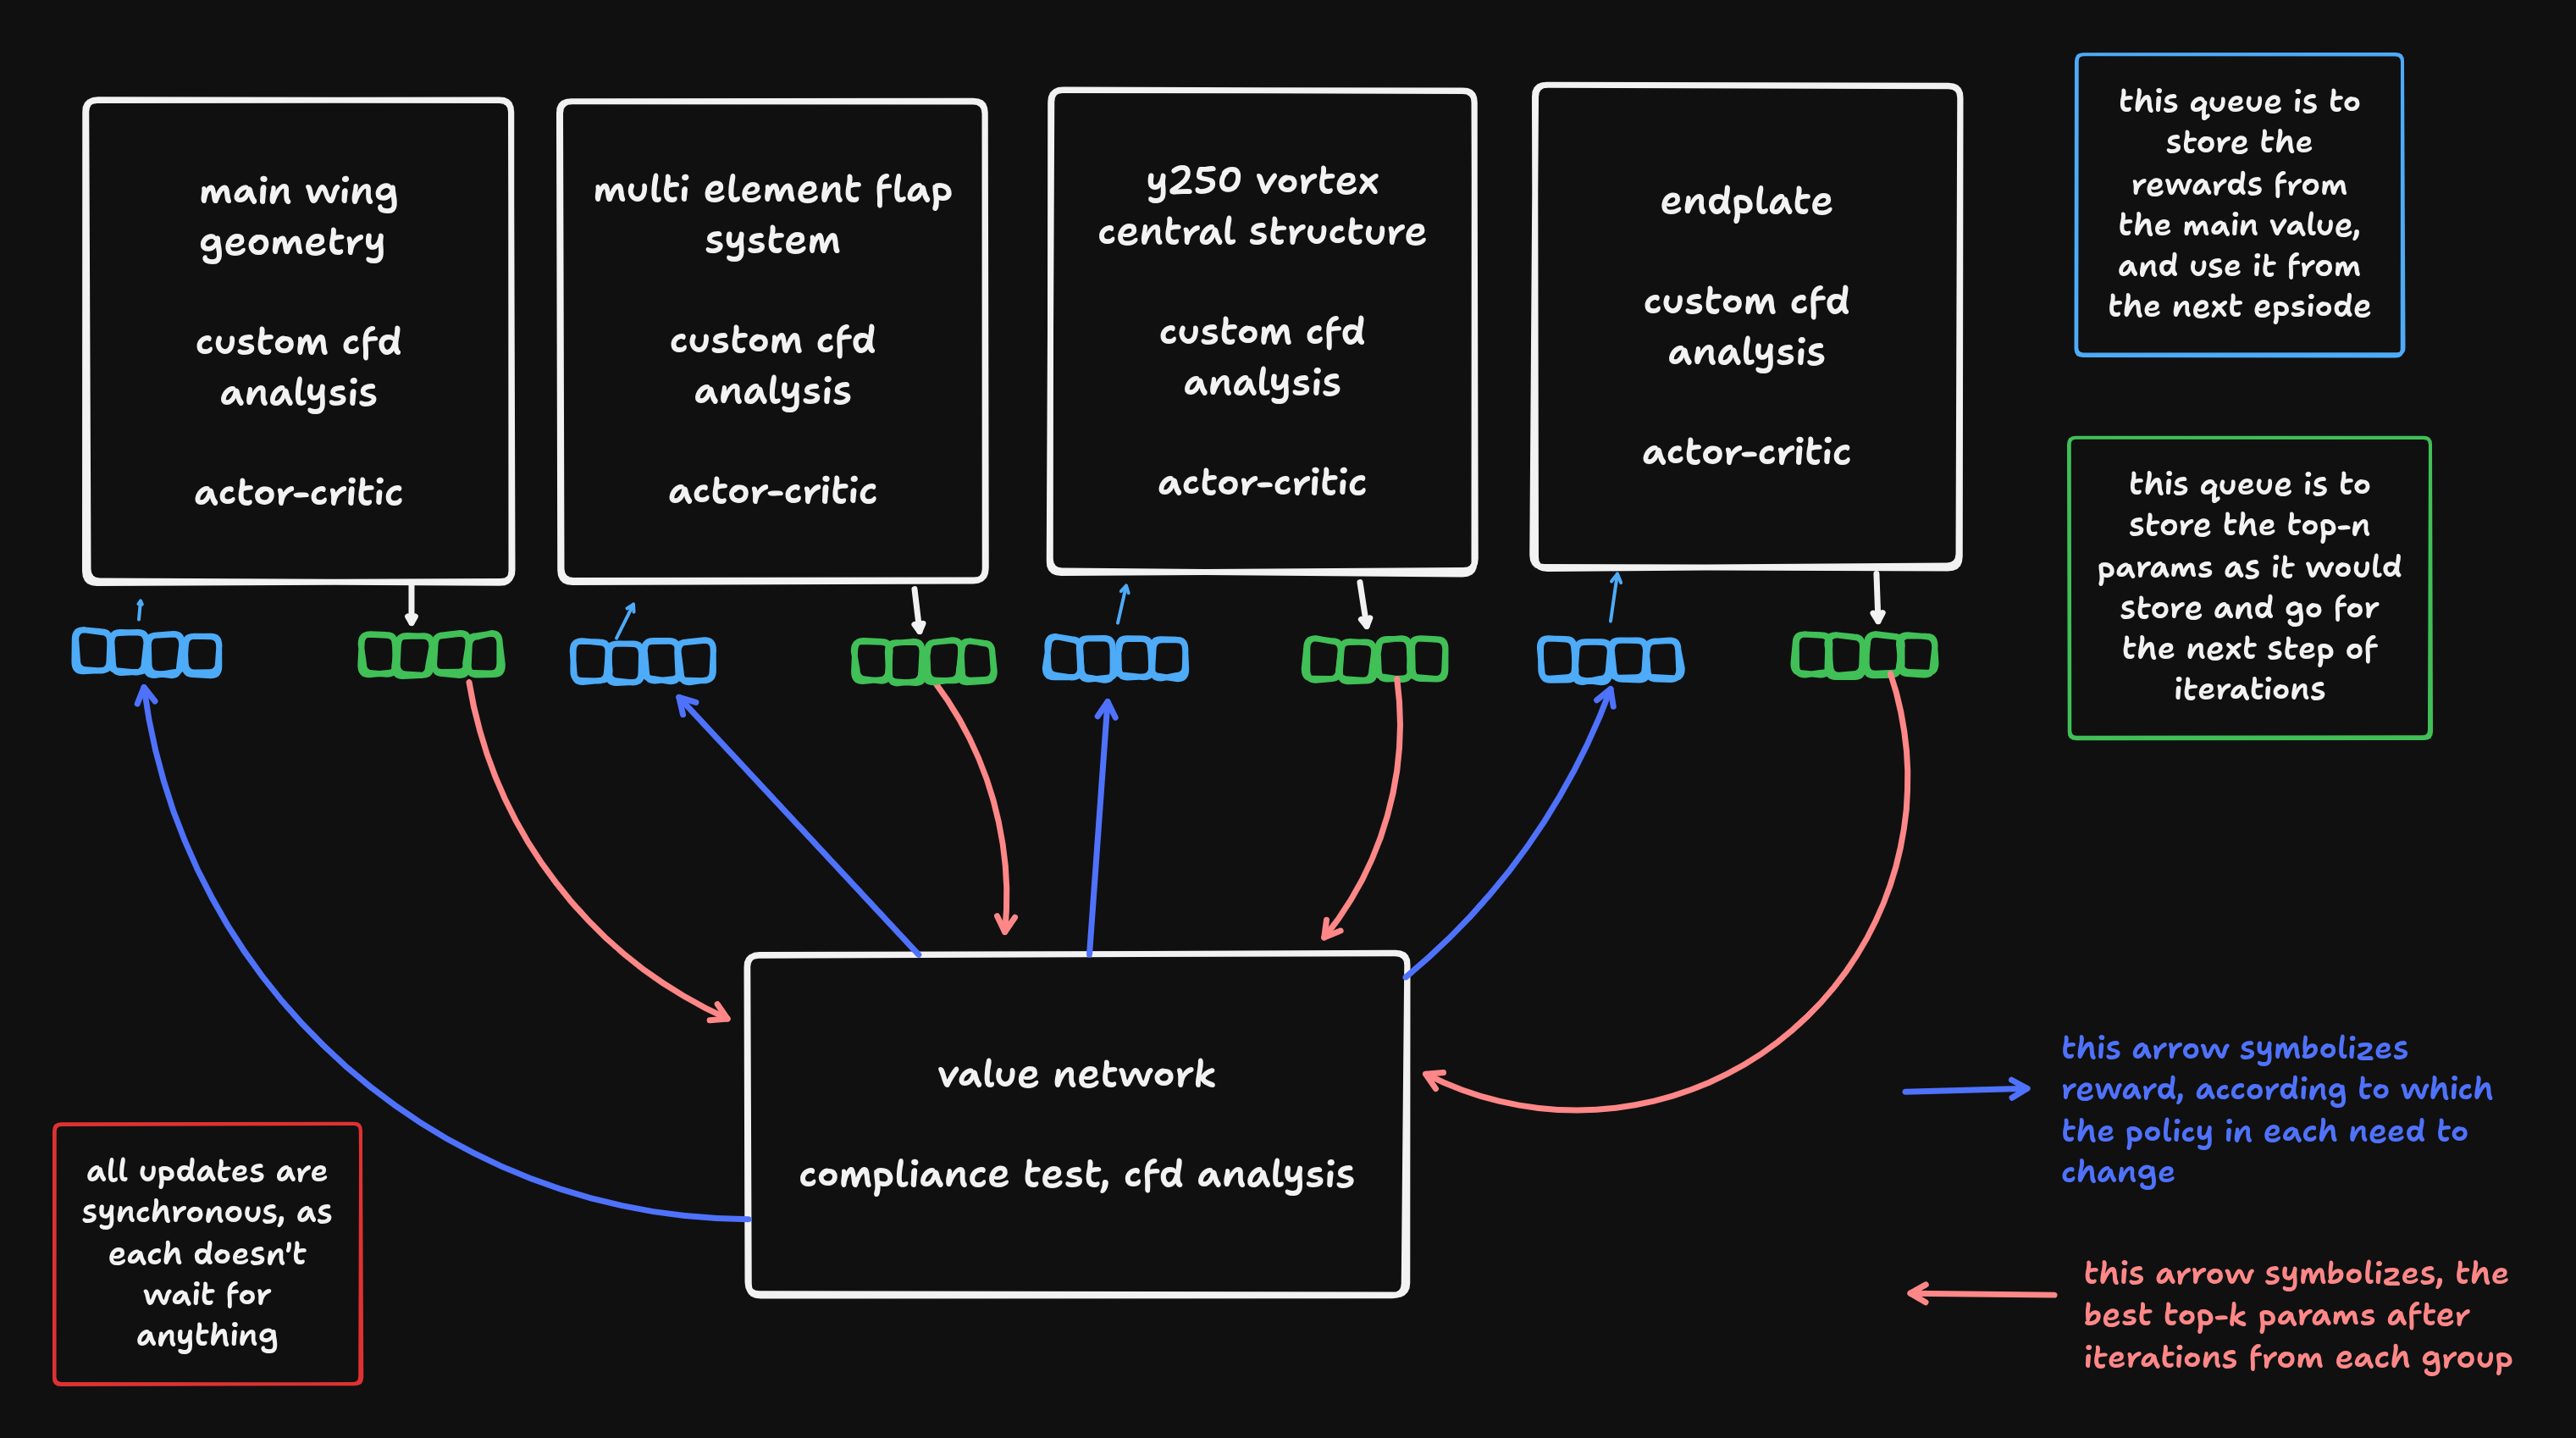 main wing
geometry
custom cfd
analysis
actor-critic
multi element flap
system
custom cfd
analysis
actor-critic
y250 vortex
central structure
custom cfd
analysis
actor-critic
endplate
custom cfd
analysis
actor-critic
this queue is to
store the
rewards from
the main value,
and use it from
the next epsiode
this queue is to
store the top-n
params as it would
store and go for
the next step of
iterations
value network
compliance test, cfd analysis
all updates are
synchronous, as
each doesn't
wait for
anything
this arrow symbolizes
reward, according to which
the policy in each need to
change
this arrow symbolizes, the
best top-k params after
iterations from each group